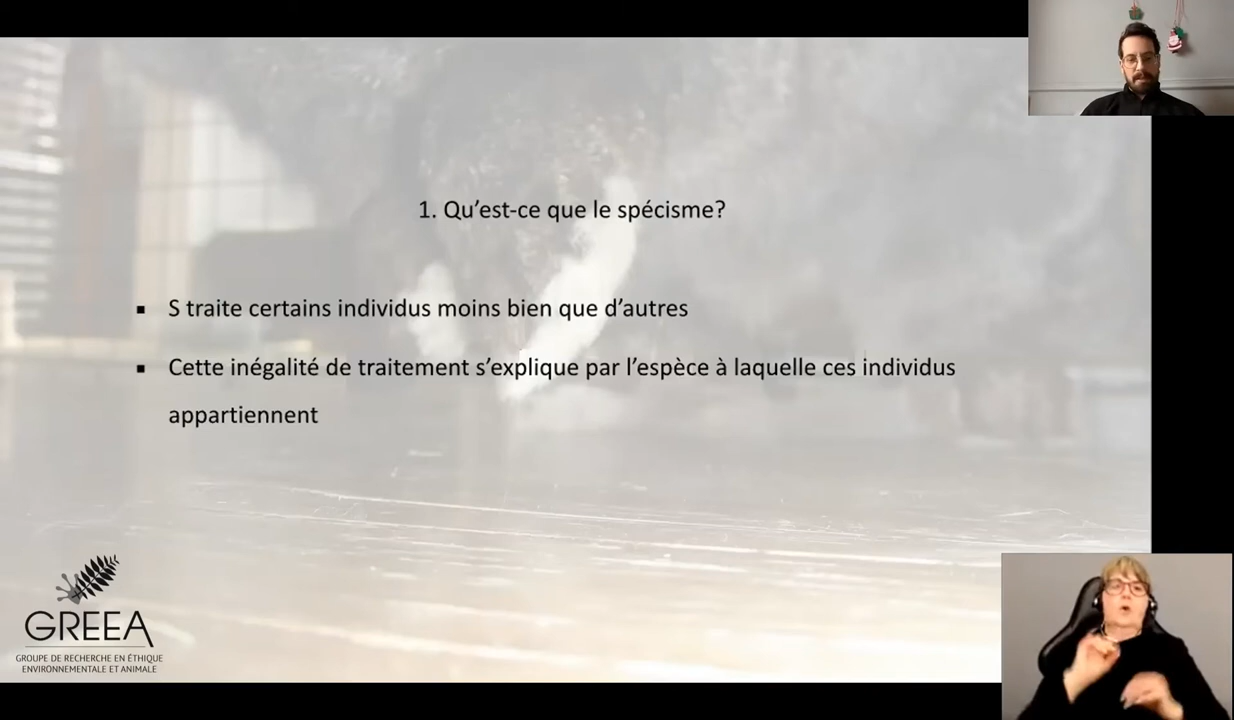 1. Qu’est-ce que le spécisme?
▪ S traite certains individus moins bien que d’autres
▪ Cette inégalité de traitement s’explique par l’espèce à laquelle ces individus
appartiennent
GREEA
GROUPE DE RECHERCHE EN ÉTHIQUE
ENVIRONNEMENTALE ET ANIMALE